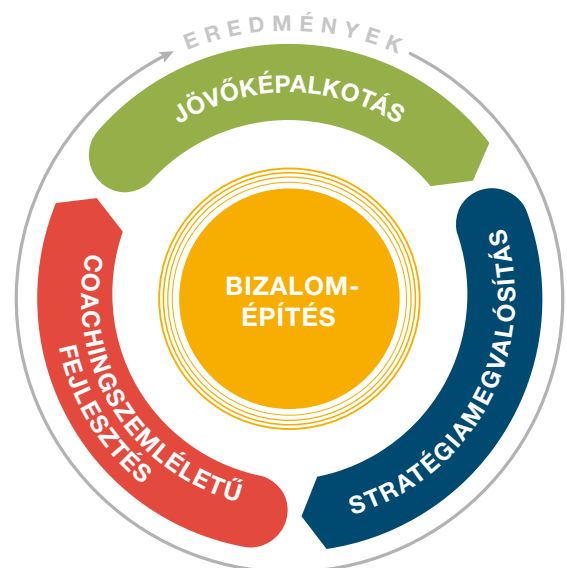 EREDMÉNYEK
JÖVŐKÉPALKOTÁS
BIZALOM-
ÉPÍTÉS
STRATÉGIAMEGVALÓSÍTÁS
COACHINGSZEMLÉLETŰ
FEJLESZTÉS